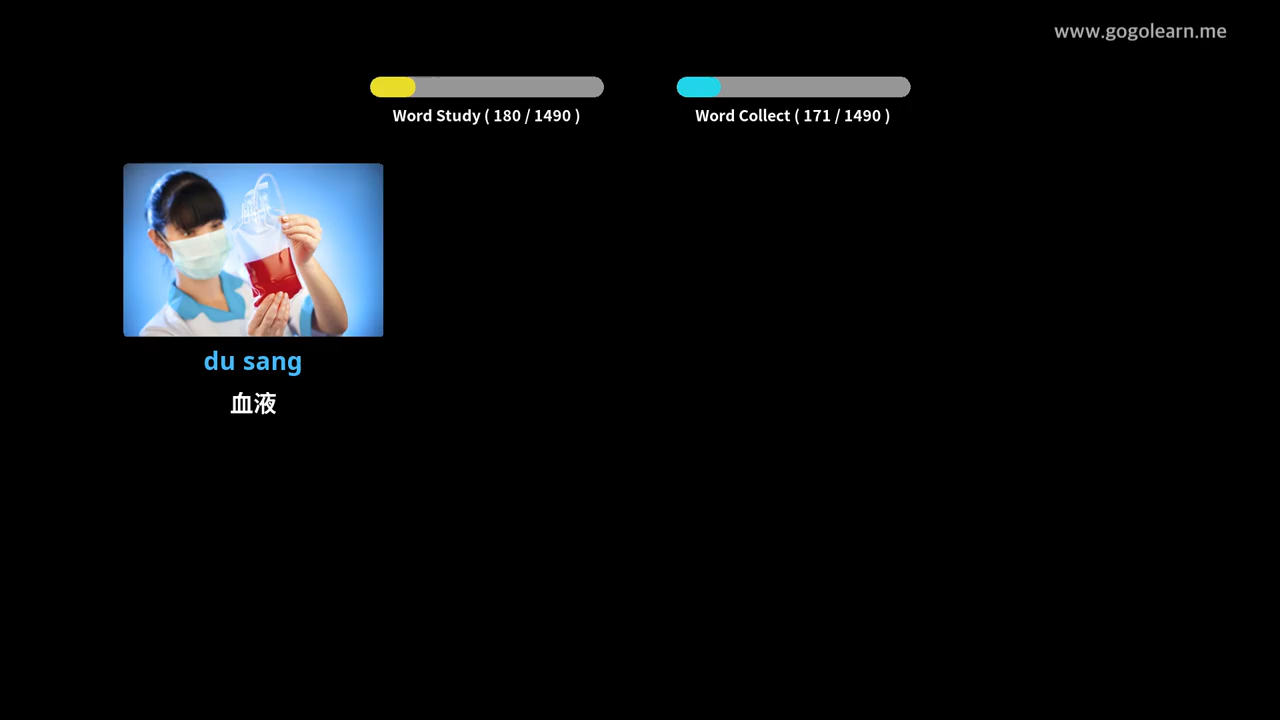 www.gogolearn.me
Word Study ( 180 / 1490 )
Word Collect ( 171 / 1490 )
du sang
血液